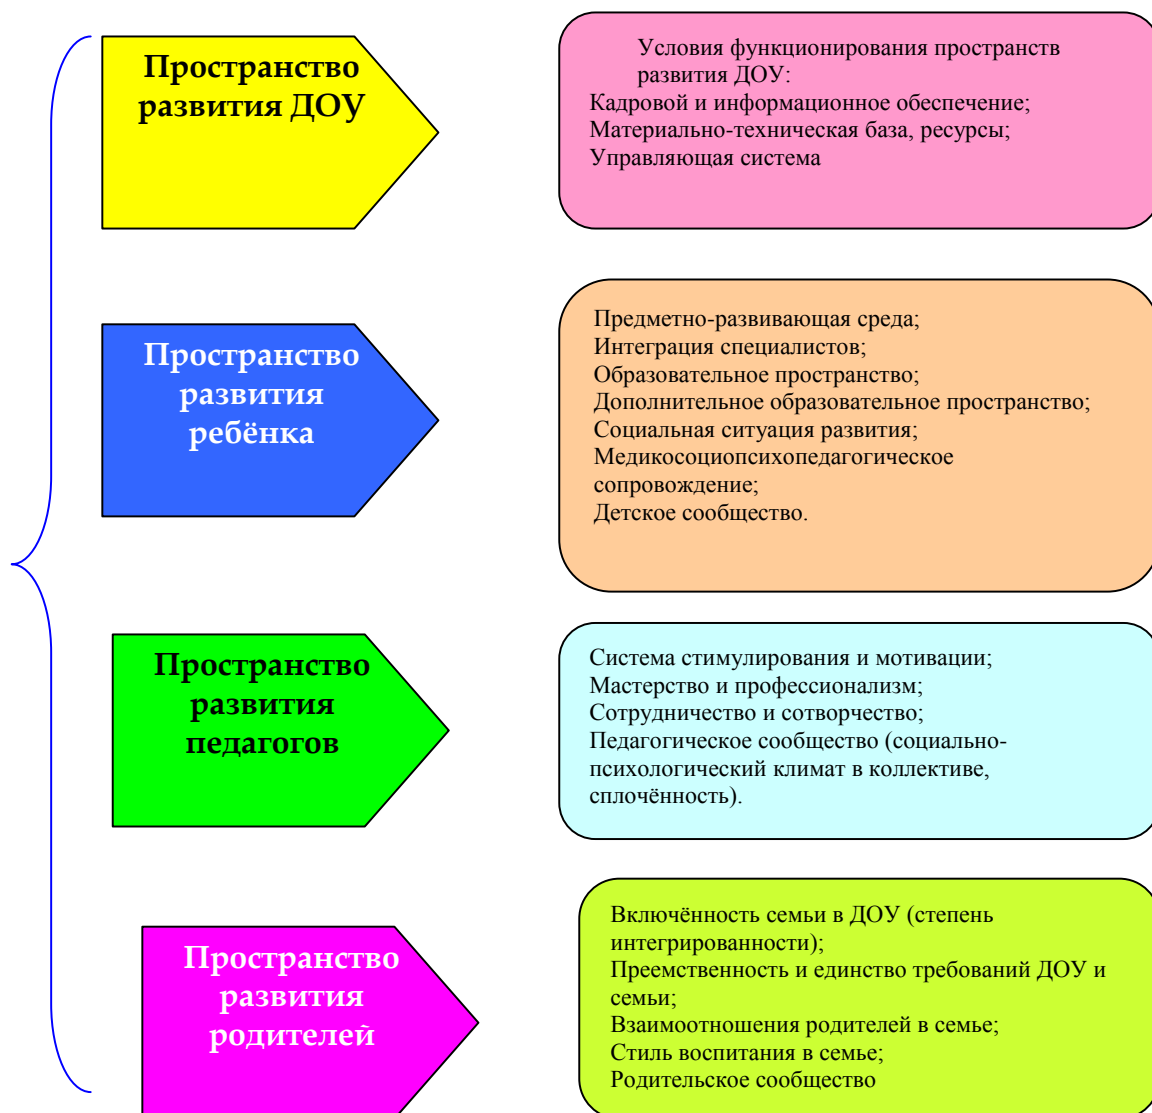 Пространство
развития ДОУ
Условия функционирования пространств
развития ДОУ:
Кадровой и информационное обеспечение;
Материально-техническая база, ресурсы;
Управляющая система
Пространство
развития
ребёнка
Предметно-развивающая среда;
Интеграция специалистов;
Образовательное пространство;
Дополнительное образовательное пространство;
Социальная ситуация развития;
Медикосоциопсихопедагогическое
сопровождение;
Детское сообщество.
Пространство
развития
педагогов
Система стимулирования и мотивации;
Мастерство и профессионализм;
Сотрудничество и сотворчество;
Педагогическое сообщество (социально-
психологический климат в коллективе,
сплочённость).
Пространство
развития
родителей
Включённость семьи в ДОУ (степень
интегрированности);
Преемственность и единство требований ДОУ и
семьи;
Взаимоотношения родителей в семье;
Стиль воспитания в семье;
Родительское сообщество